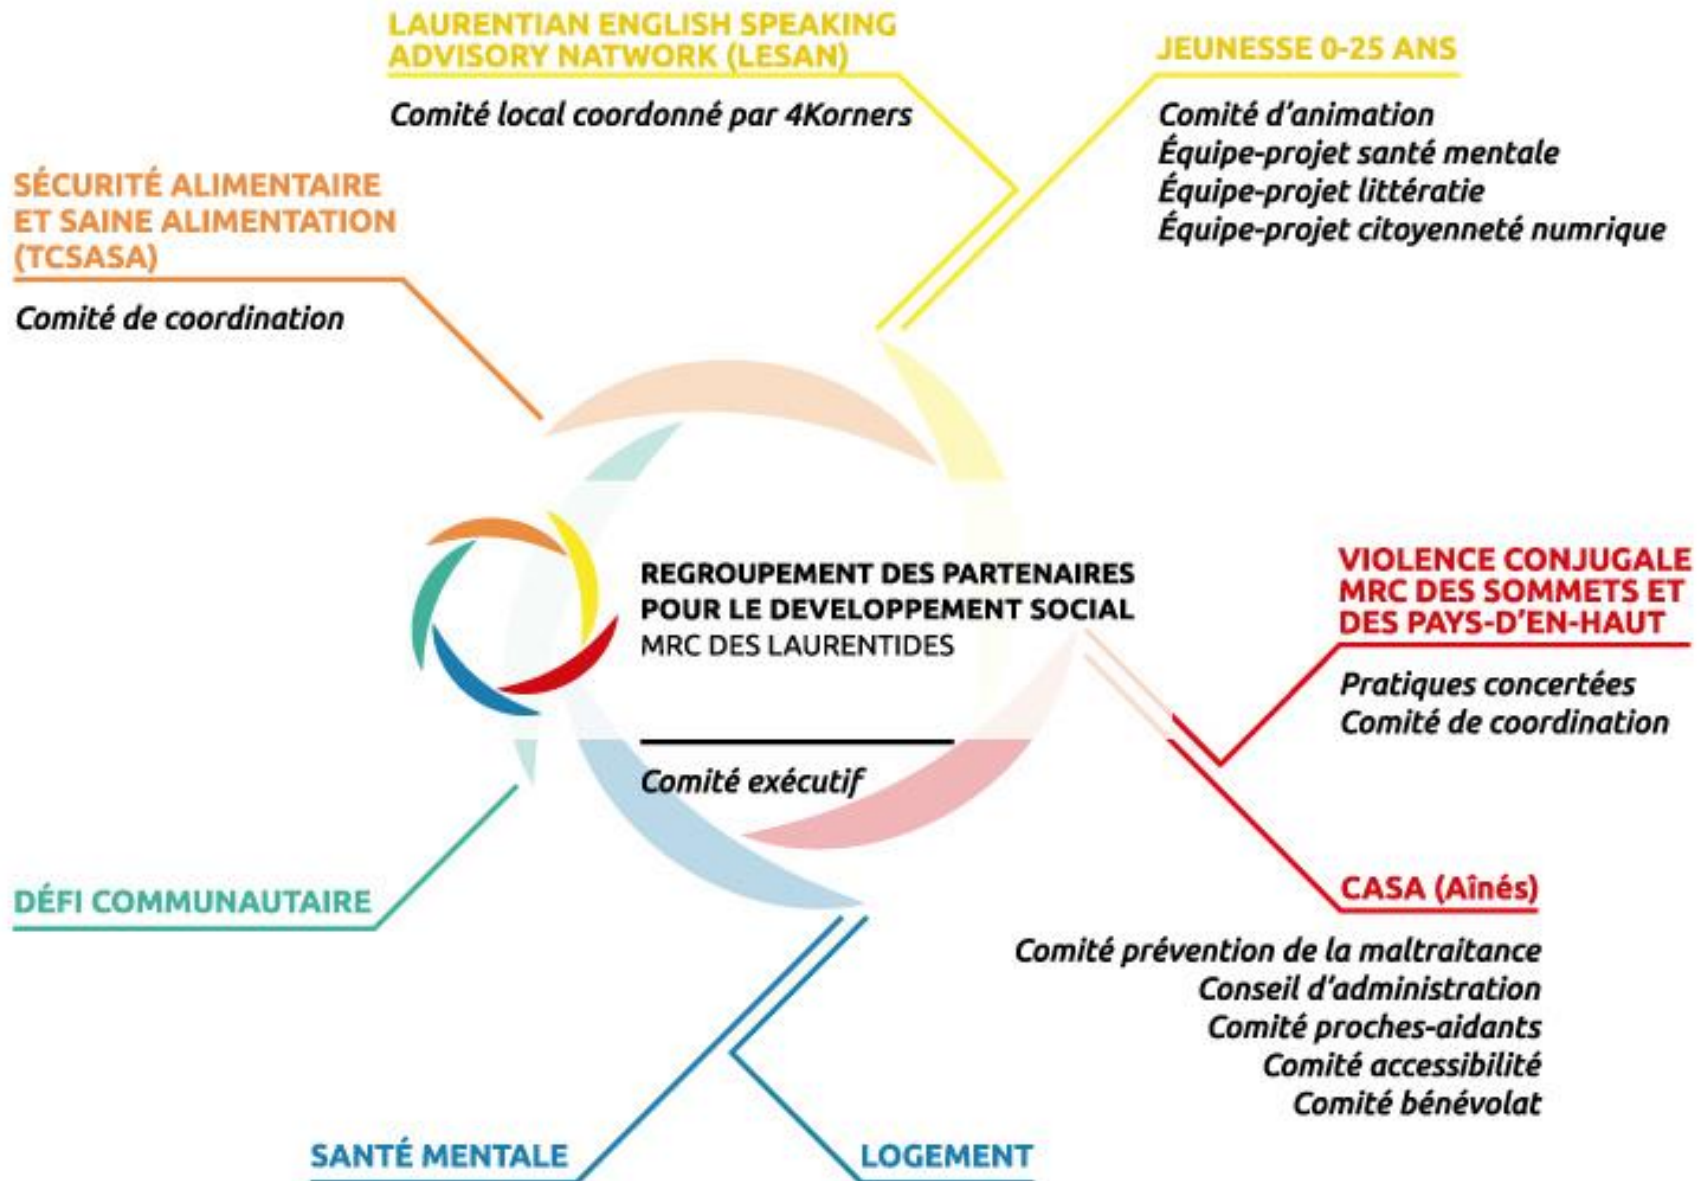 LAURENTIAN ENGLISH SPEAKING
ADVISORY NATWORK (LESAN)
Comité local coordonné par 4Korners
JEUNESSE 0-25 ANS
Comité d'animation
Équipe-projet santé mentale
Équipe-projet littératie
Équipe-projet citoyenneté numrique
SÉCURITÉ ALIMENTAIRE
ET SAINE ALIMENTATION
(TCSASA)
Comité de coordination
REGROUPEMENT DES PARTENAIRES
POUR LE DEVELOPPEMENT SOCIAL
MRC DES LAURENTIDES
Comité exécutif
VIOLENCE CONJUGALE
MRC DES SOMMETS ET
DES PAYS-D'EN-HAUT
Pratiques concertées
Comité de coordination
DÉFI COMMUNAUTAIRE
CASA (Aînés)
Comité prévention de la maltraitance
Conseil d'administration
Comité proches-aidants
Comité accessibilité
Comité bénévolat
SANTÉ MENTALE
LOGEMENT